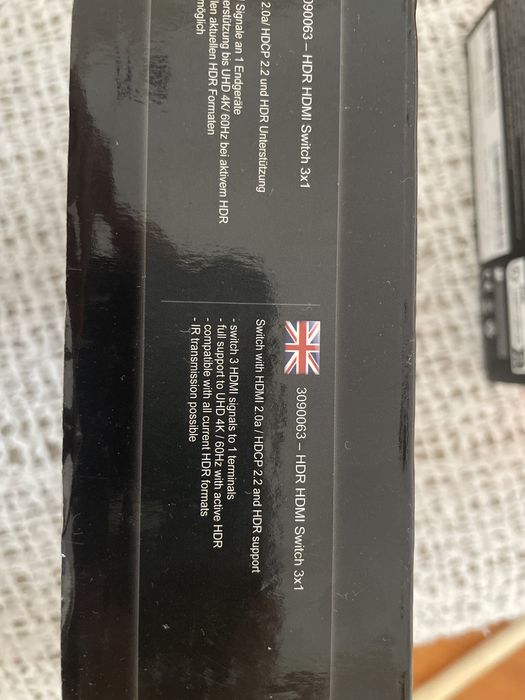 090063 – HDR HDMI Switch 3x1
2.0a/ HDCP 2.2 und HDR Unterstützung
Signale an 1 Endgeräte
erstützung bis UHD 4K/ 60Hz bei aktivem HDR
len aktuellen HDR Formaten
möglich
3090063 – HDR HDMI Switch 3x1
Switch with HDMI 2.0a / HDCP 2.2 and HDR support
- switch 3 HDMI signals to 1 terminals
- full support to UHD 4K / 60Hz with active HDR
- compatible with all current HDR formats
- IR transmission possible